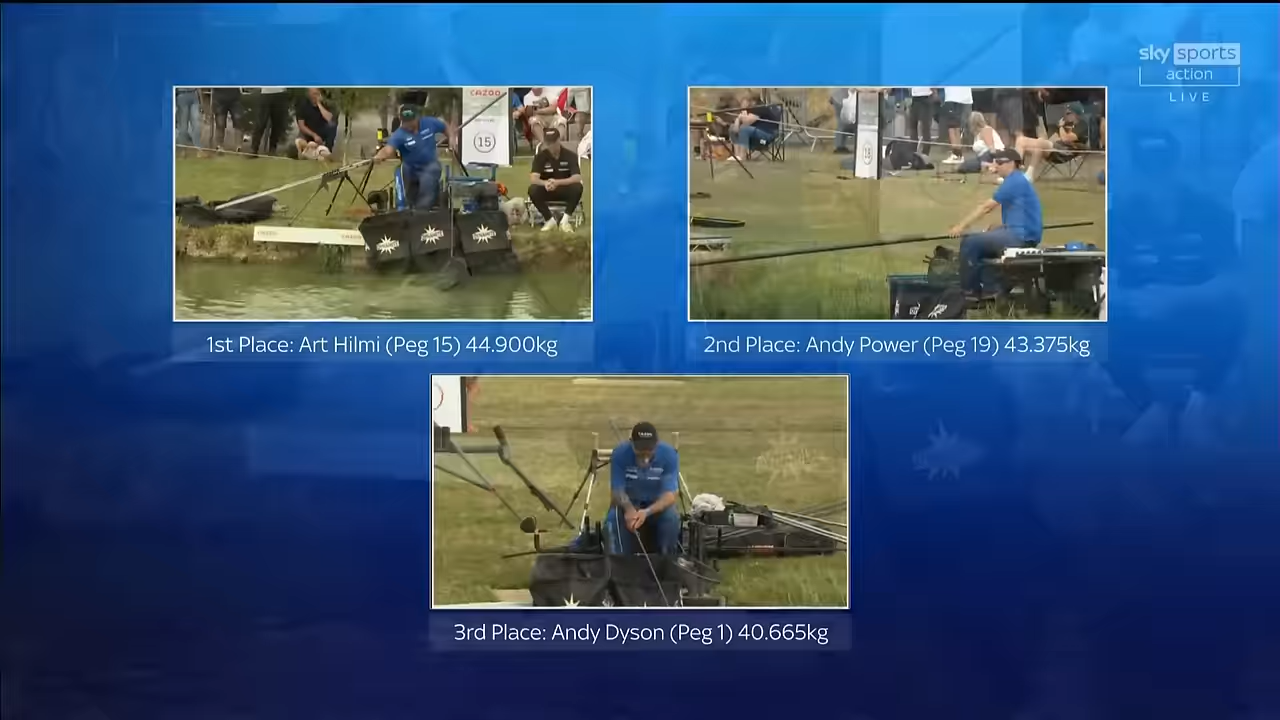 sky sports
action
LIVE
CAZOO
15
1st Place: Art Hilmi (Peg 15) 44.900kg
2nd Place: Andy Power (Peg 19) 43.375kg
3rd Place: Andy Dyson (Peg 1) 40.665kg